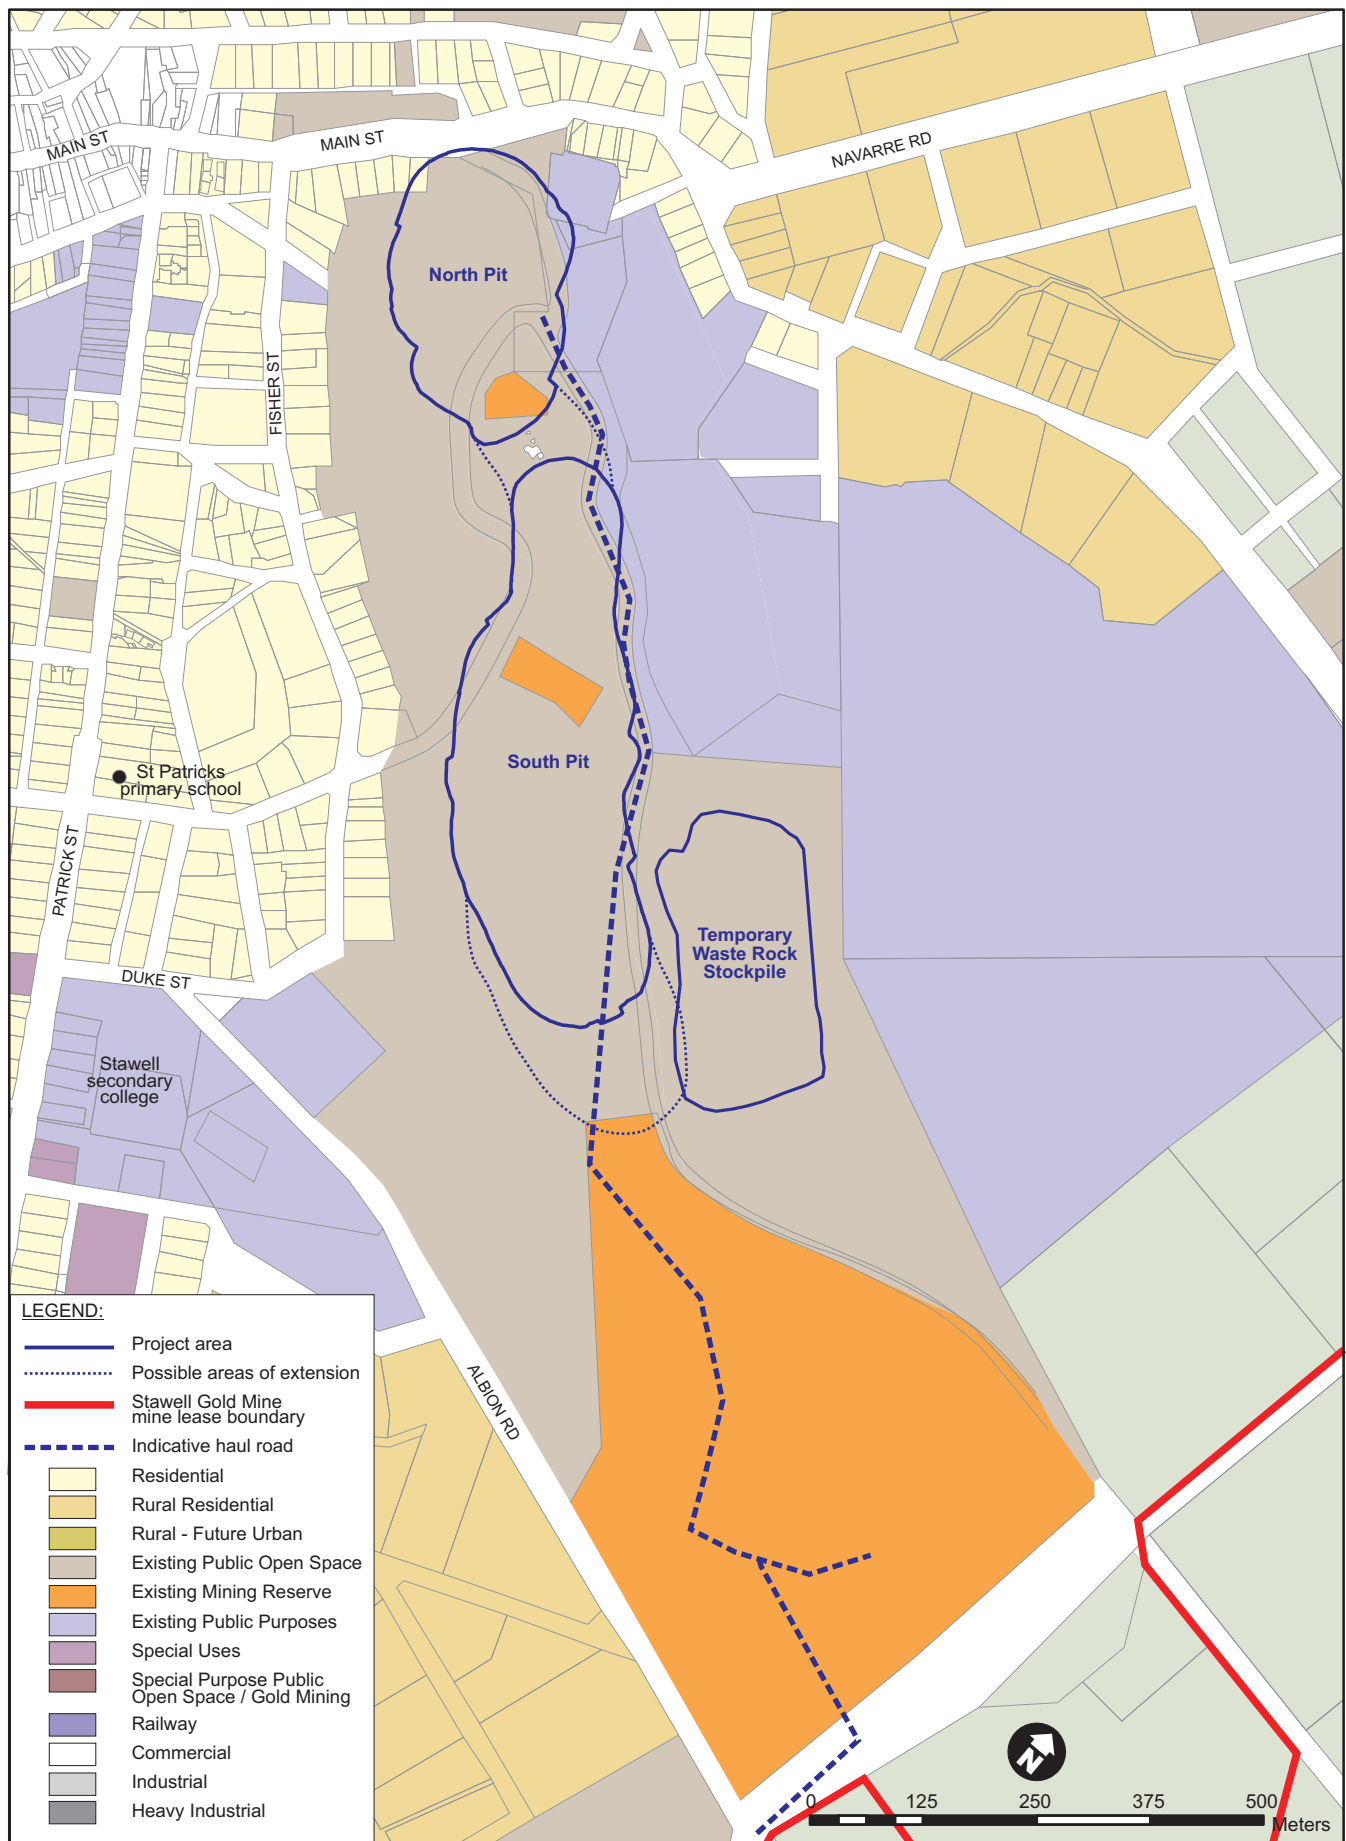 MAIN ST
MAIN ST
NAVARRE RD
North Pit
FISHER ST
South Pit
St Patricks
primary school
PATRICK ST
Temporary
Waste Rock
Stockpile
DUKE ST
Stawell
secondary
college
ALBION RD
LEGEND:
Project area
Possible areas of extension
Stawell Gold Mine
mine lease boundary
Indicative haul road
Residential
Rural Residential
Rural - Future Urban
Existing Public Open Space
Existing Mining Reserve
Existing Public Purposes
Special Uses
Special Purpose Public
Open Space / Gold Mining
Railway
Commercial
Industrial
Heavy Industrial
N
0 125 250 375 500
Meters